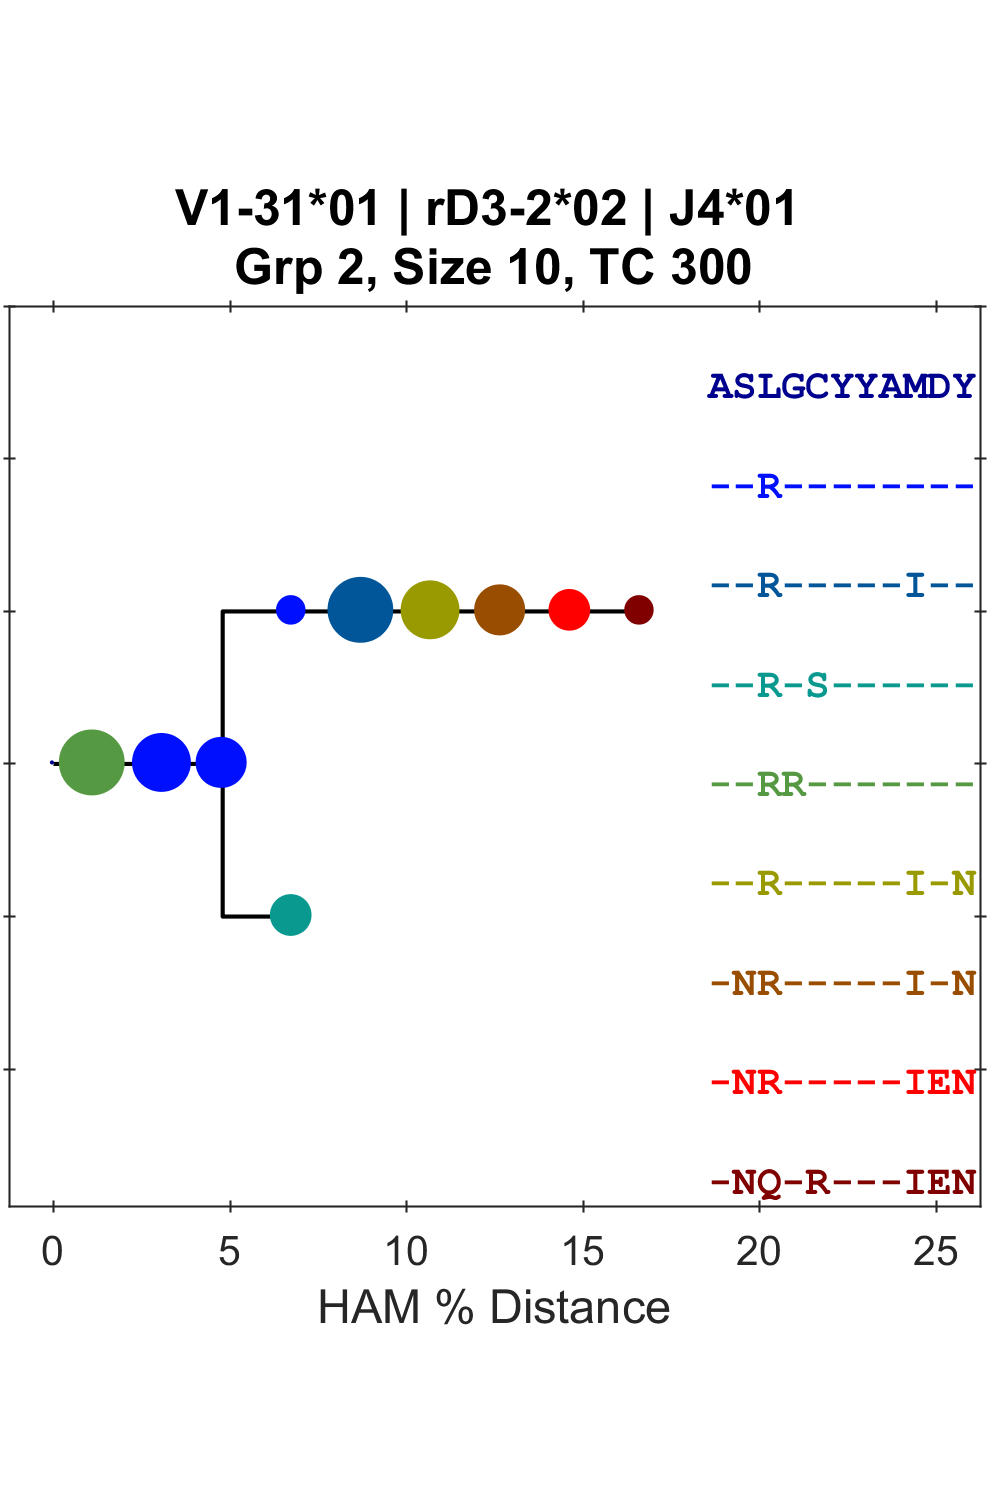 V1-31*01 | rD3-2*02 | J4*01
Grp 2, Size 10, TC 300
ASLGCYYAMDY
--R--------
--R-----I--
--R-S------
--RR-------
--R-----I-N
-NR-----I-N
-NR-----IEN
-NQ-R---IEN
0 5 10 15 20 25
HAM % Distance